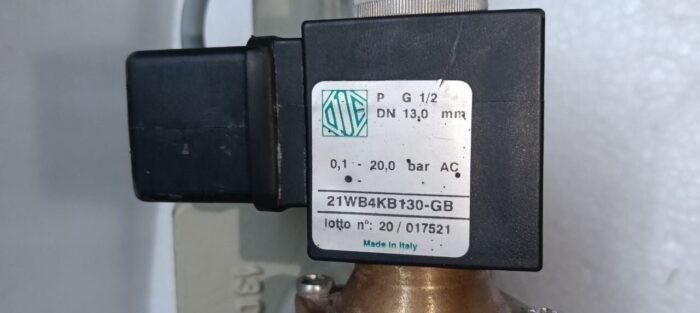 ODE
P G 1/2
DN 13,0 mm
0,1 - 20,0 bar AC
-
21WB4KB130-GB
lotto n°: 20 / 017521
Made in Italy